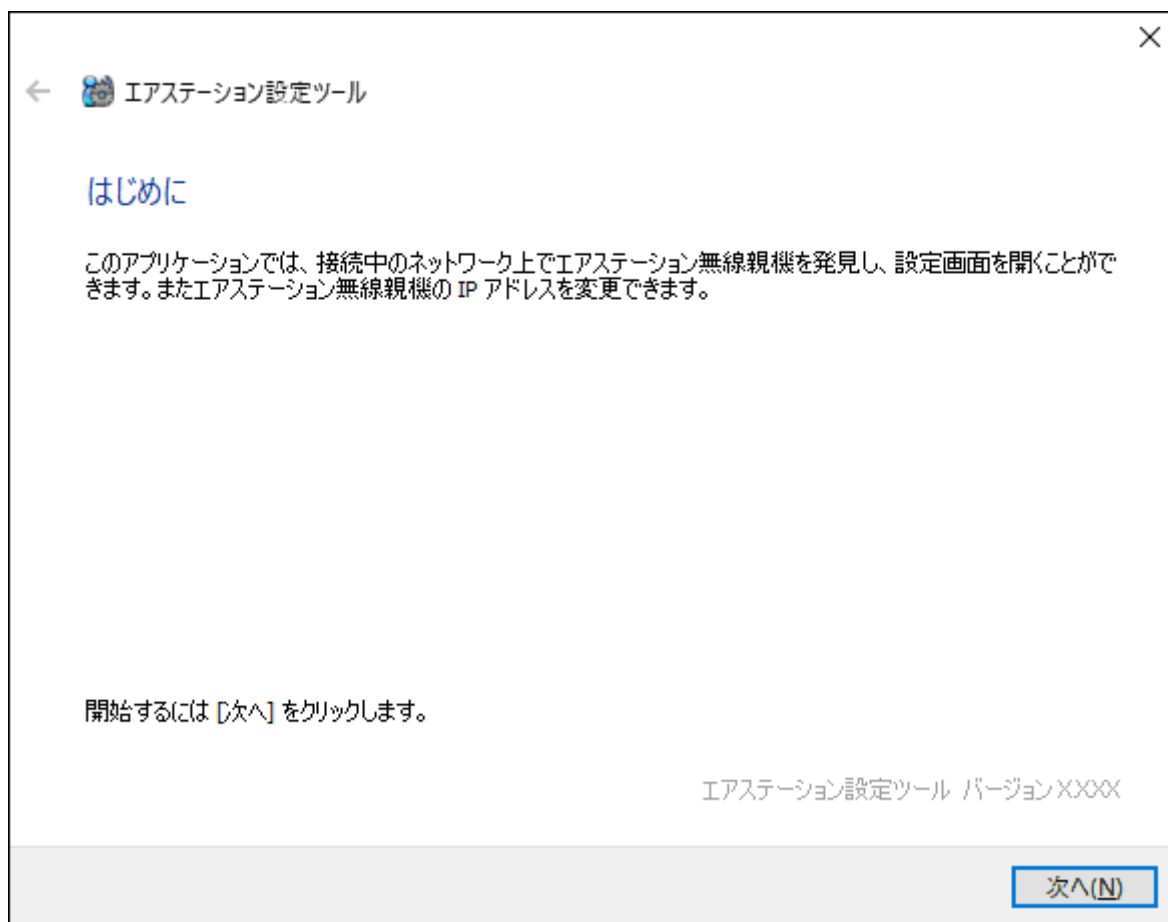 エアステーション設定ツール
はじめに
このアプリケーションでは、接続中のネットワーク上でエアステーション無線親機を発見し、設定画面を開くことがで
きます。またエアステーション無線親機の IP アドレスを変更できます。
開始するには [次へ] をクリックします。
エアステーション設定ツール バージョン XXXX
次へ(N)